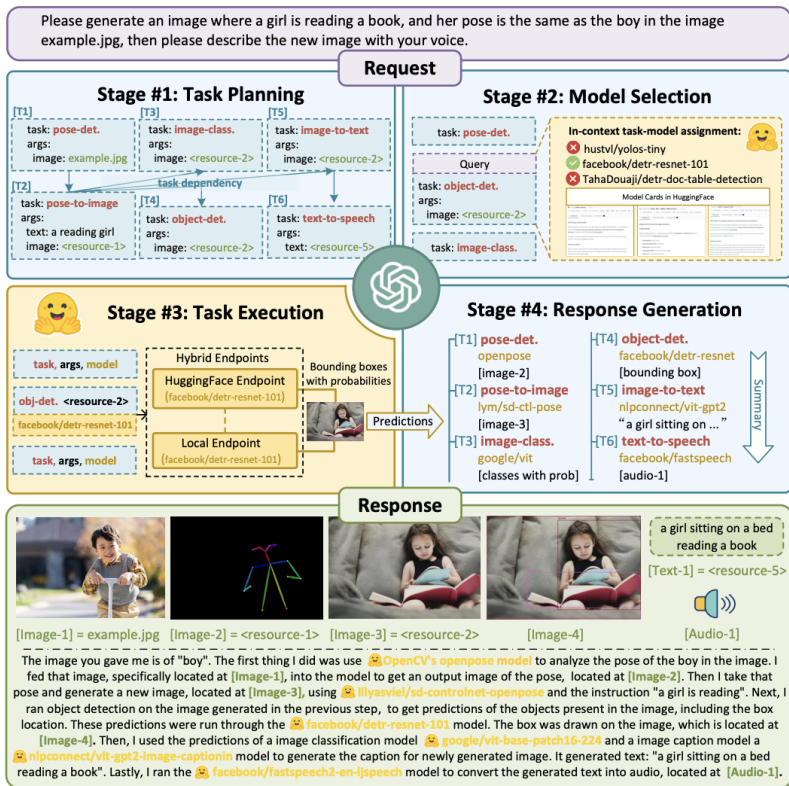 Please generate an image where a girl is reading a book, and her pose is the same as the boy in the image
example.jpg, then please describe the new image with your voice.
Request
Stage #1: Task Planning
[T1]
task: pose-det.
args:
image: example.jpg
[T3]
task: image-class.
args:
image: <resource-2>
[T5]
task: image-to-text
args:
image: <resource-2>
task dependency
[T2]
task: pose-to-image
args:
text: a reading girl
image: <resource-1>
[T4]
task: object-det.
args:
image: <resource-2>
[T6]
task: text-to-speech
args:
text: <resource-5>
Stage #2: Model Selection
task: pose-det.
Query
task: object-det.
args:
image: <resource-2>
task: image-class.
In-context task-model assignment:
hustvl/yolos-tiny
facebook/detr-resnet-101
TahaDouaji/detr-doc-table-detection
Model Cards in HuggingFace
Stage #3: Task Execution
task, args, model
obj-det. <resource-2>
facebook/detr-resnet-101
task, args, model
Hybrid Endpoints
HuggingFace Endpoint
(facebook/detr-resnet-101)
Local Endpoint
(facebook/detr-resnet-101)
Bounding boxes
with probabilities
Predictions
Stage #4: Response Generation
[T1] pose-det.
openpose
[image-2]
[T2] pose-to-image
lym/sd-ctl-pose
[image-3]
[T3] image-class.
google/vit
[classes with prob]
[T4] object-det.
facebook/detr-resnet
[bounding box]
[T5] image-to-text
nlpconnect/vit-gpt2
“a girl sitting on ...”
[T6] text-to-speech
facebook/fastspeech
[audio-1]
Summary
Response
a girl sitting on a bed
reading a book
[Text-1] = <resource-5>
[Image-1] = example.jpg
[Image-2] = <resource-1>
[Image-3] = <resource-2>
[Image-4]
[Audio-1]
The image you gave me is of "boy". The first thing I did was use OpenCV's openpose model to analyze the pose of the boy in the image. I
fed that image, specifically located at [Image-1], into the model to get an output image of the pose, located at [Image-2]. Then I take that
pose and generate a new image, located at [Image-3], using lllyasviel/sd-controlnet-openpose and the instruction "a girl is reading". Next, I
ran object detection on the image generated in the previous step, to get predictions of the objects present in the image, including the box
location. These predictions were run through the facebook/detr-resnet-101 model. The box was drawn on the image, which is located at
[Image-4]. Then, I used the predictions of a image classification model google/vit-base-patch16-224 and a image caption model a
nlpconnect/vit-gpt2-image-captionin model to generate the caption for newly generated image. It generated text: "a girl sitting on a bed
reading a book". Lastly, I ran the facebook/fastspeech2-en-ljspeech model to convert the generated text into audio, located at [Audio-1].